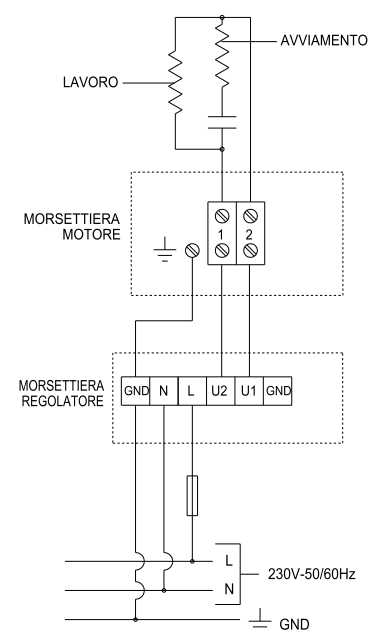 AVVIAMENTO
LAVORO
MORSETTIERA
MOTORE
1 2
MORSETTIERA
REGOLATORE
GND N L U2 U1 GND
L
230V-50/60Hz
N
GND